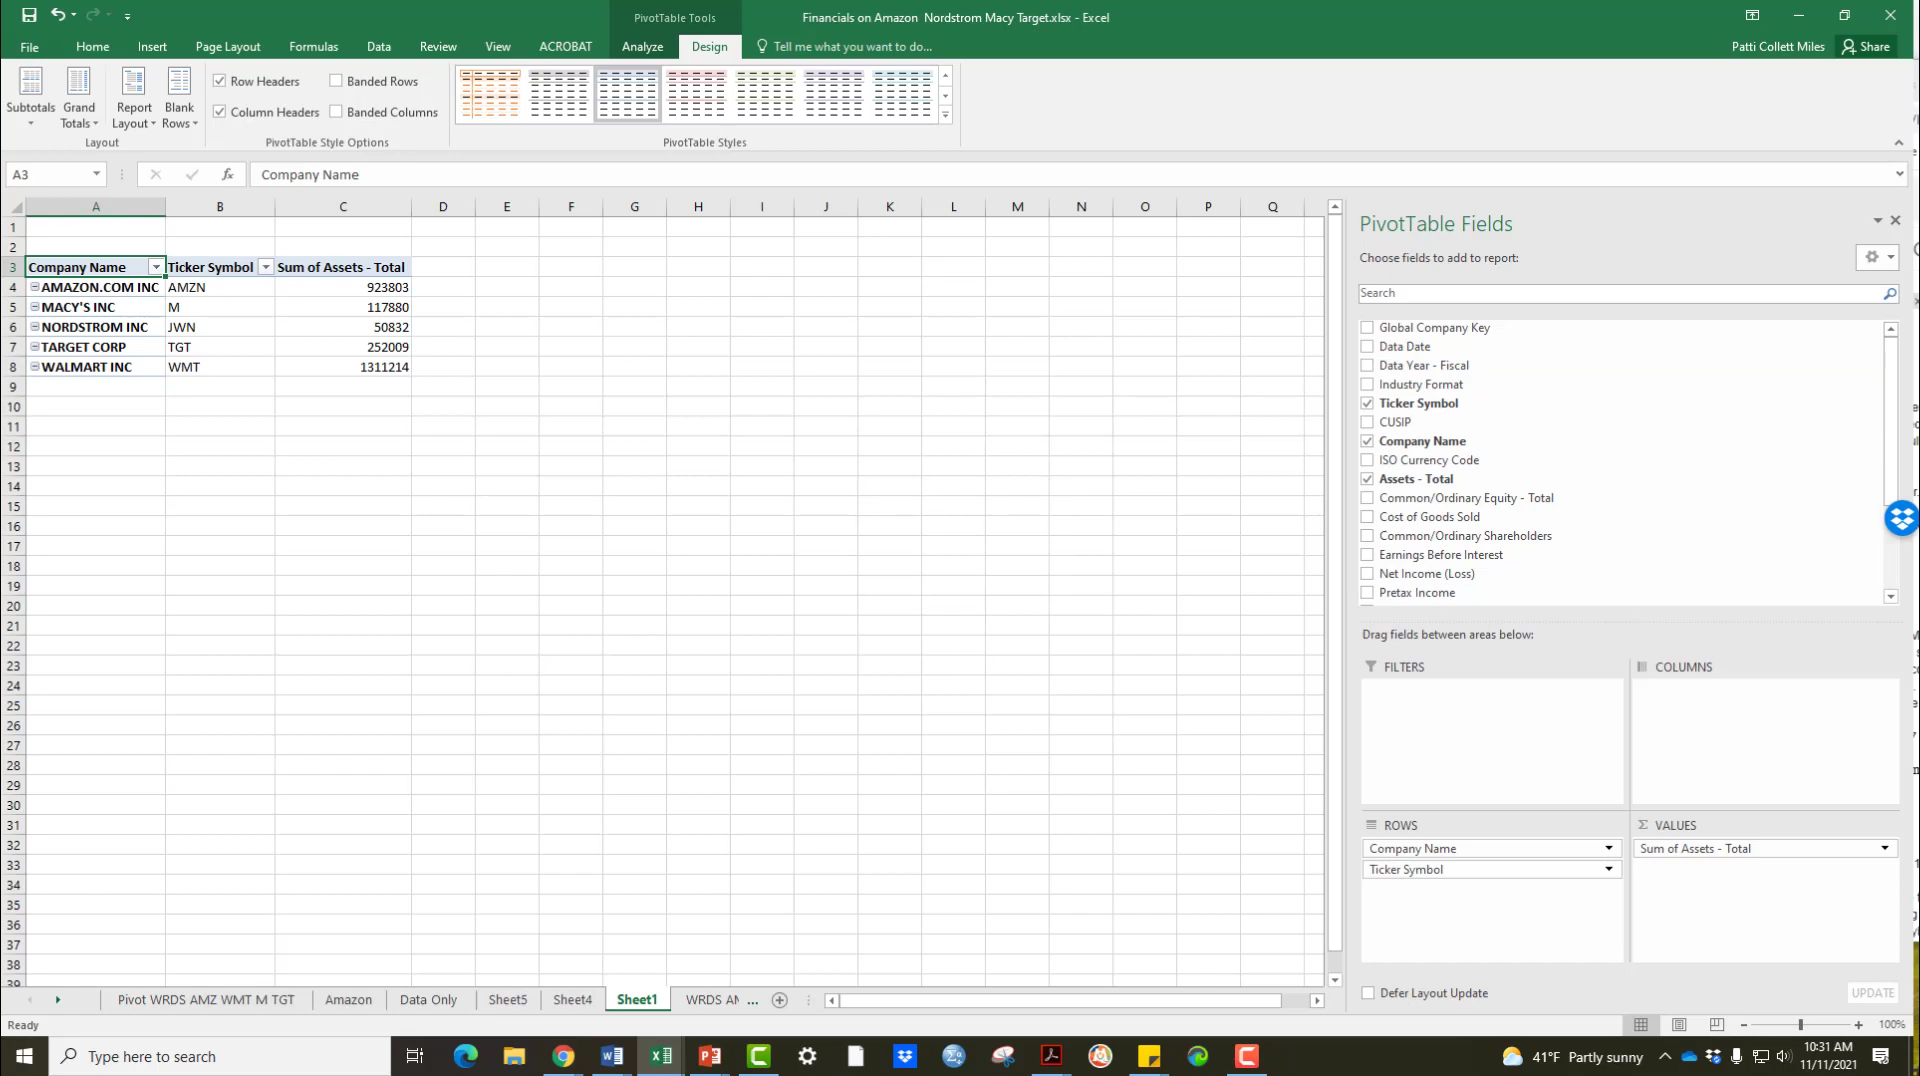 PivotTable Tools
Financials on Amazon  Nordstrom Macy Target.xlsx - Excel
File Home Insert Page Layout Formulas Data Review View ACROBAT Analyze Design Tell me what you want to do... Patti Collett Miles Share
Subtotals
Grand Totals
Report Layout
Blank Rows
Layout
Row Headers Banded Rows
Column Headers Banded Columns
PivotTable Style Options
PivotTable Styles
A3 fx Company Name
A B C D E F G H I J K L M N O P Q
1
2
3 Company Name Ticker Symbol Sum of Assets - Total
4 AMAZON.COM INC AMZN 923803
5 MACY'S INC M 117880
6 NORDSTROM INC JWN 50832
7 TARGET CORP TGT 252009
8 WALMART INC WMT 1311214
9
10
11
12
13
14
15
16
17
18
19
20
21
22
23
24
25
26
27
28
29
30
31
32
33
34
35
36
37
38
39
PivotTable Fields
Choose fields to add to report:
Search
Global Company Key
Data Date
Data Year - Fiscal
Industry Format
Ticker Symbol
CUSIP
Company Name
ISO Currency Code
Assets - Total
Common/Ordinary Equity - Total
Cost of Goods Sold
Common/Ordinary Shareholders
Earnings Before Interest
Net Income (Loss)
Pretax Income
Drag fields between areas below:
FILTERS COLUMNS
ROWS Σ VALUES
Company Name Sum of Assets - Total
Ticker Symbol
Defer Layout Update UPDATE
Pivot WRDS AMZ WMT M TGT Amazon Data Only Sheet5 Sheet4 Sheet1 WRDS AM ...
Ready 100%
Type here to search
41°F Partly sunny
10:31 AM
11/11/2021